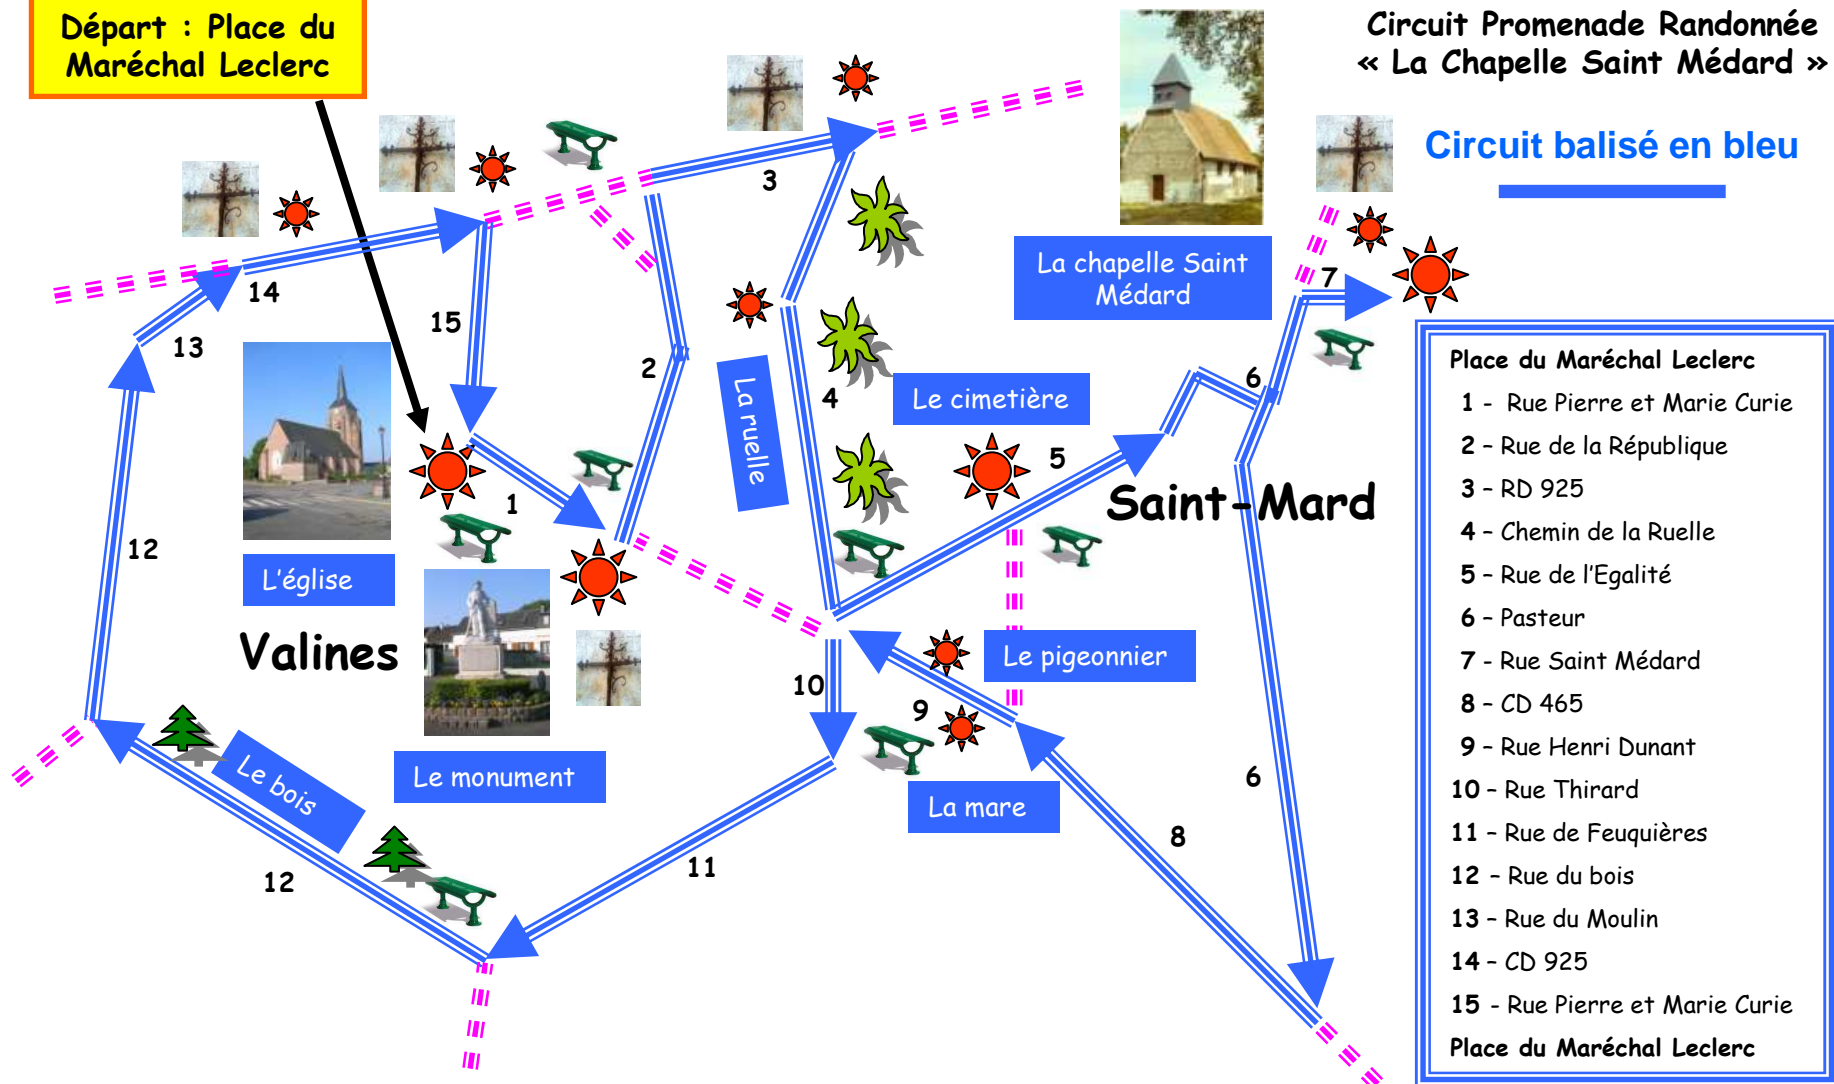 Départ : Place du
Maréchal Leclerc
Circuit Promenade Randonnée
« La Chapelle Saint Médard »
Circuit balisé en bleu
3
14
15
13
2
La chapelle Saint
Médard
7
6
La ruelle
4
Le cimetière
5
1
Saint-Mard
12
L'église
Valines
Le pigeonnier
10
9
Le bois
Le monument
La mare
6
8
11
12
Place du Maréchal Leclerc
1 - Rue Pierre et Marie Curie
2 – Rue de la République
3 – RD 925
4 – Chemin de la Ruelle
5 – Rue de l'Egalité
6 – Pasteur
7 - Rue Saint Médard
8 – CD 465
9 – Rue Henri Dunant
10 – Rue Thirard
11 – Rue de Feuquières
12 – Rue du bois
13 – Rue du Moulin
14 – CD 925
15 - Rue Pierre et Marie Curie
Place du Maréchal Leclerc